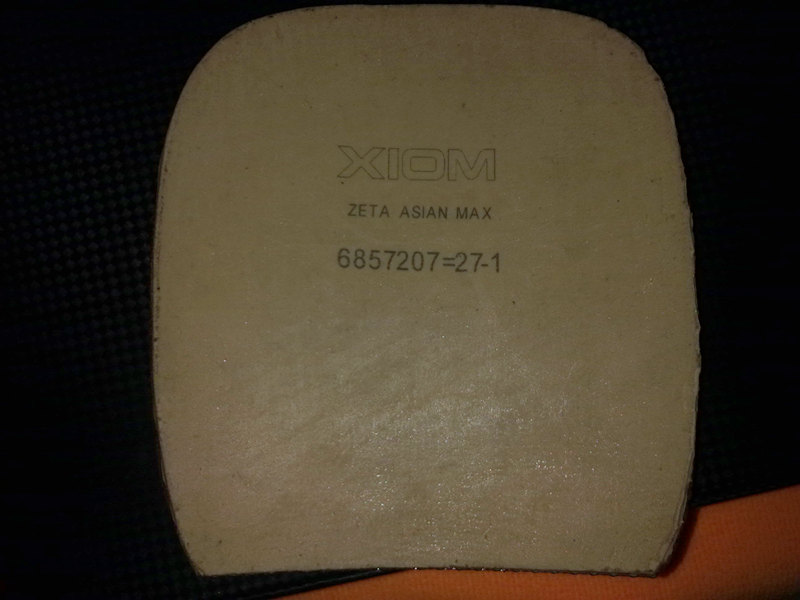 XIOM
ZETA ASIAN MAX
6857207=27-1